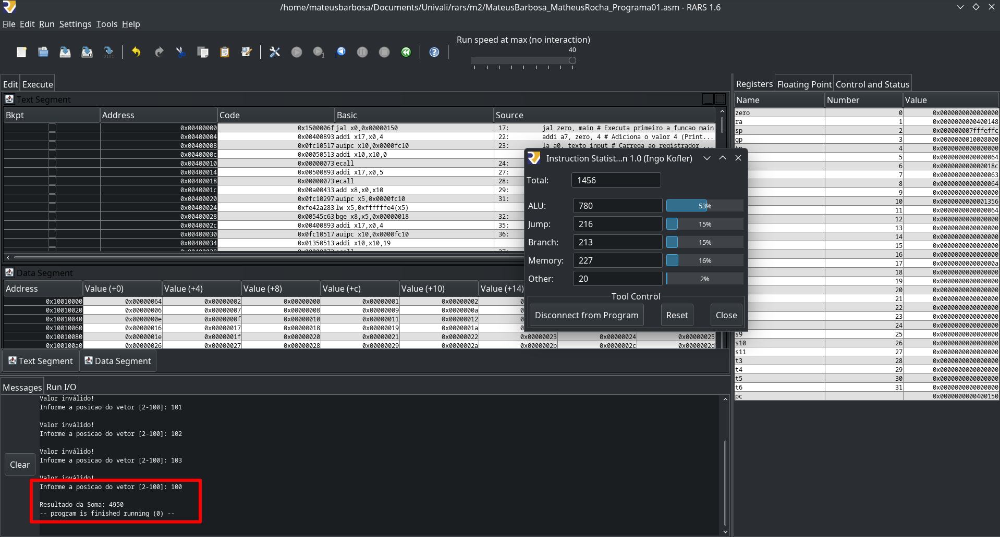 /home/mateusbarbosa/Documents/Univali/rars/m2/MateusBarbosa_MatheusRocha_Programa01.asm - RARS 1.6
File Edit Run Settings Tools Help
Run speed at max (no interaction)
40
Edit Execute
Text Segment
Bkpt Address Code Basic Source
0x00400000 0x1500006f jal x0,0x00000150 17: jal zero, main # Executa primeiro a funcao main
0x00400004 0x00400893 addi x17,x0,4 22: addi a7, zero, 4 # Adiciona o valor 4 (Print...
0x00400008 0x0fc10517 auipc x10,0x0000fc10 23: la a0, texto_input # Carrega ao registrador ...
0x0040000c 0x00050513 addi x10,x10,0
0x00400010 0x00000073 ecall 24:
0x00400014 0x00500893 addi x17,x0,5 27:
0x00400018 0x00000073 ecall 28:
0x0040001c 0x00a00433 add x8,x0,x10 29:
0x00400020 0x0fc10297 auipc x5,0x0000fc10 31:
0x00400024 0xfe42a283 lw x5,0xffffffe4(x5)
0x00400028 0x00545c63 bge x8,x5,0x00000018 32:
0x0040002c 0x00400893 addi x17,x0,4 35:
0x00400030 0x0fc10517 auipc x10,0x0000fc10 36:
0x00400034 0x01350513 addi x10,x10,19
Data Segment
Address Value (+0) Value (+4) Value (+8) Value (+c) Value (+10) Value (+14)
0x10010000 0x00000064 0x00000002 0x00000000 0x00000001 0x00000002
0x10010020 0x00000006 0x00000007 0x00000008 0x00000009 0x0000000a
0x10010040 0x0000000e 0x0000000f 0x00000010 0x00000011 0x00000012
0x10010060 0x00000016 0x00000017 0x00000018 0x00000019 0x0000001a
0x10010080 0x0000001e 0x0000001f 0x00000020 0x00000021 0x00000022 0x00000023 0x00000024 0x00000025
0x100100a0 0x00000026 0x00000027 0x00000028 0x00000029 0x0000002a 0x0000002b 0x0000002c 0x0000002d
Text Segment Data Segment
Instruction Statist...n 1.0 (Ingo Kofler)
Total: 1456
ALU: 780 53%
Jump: 216 15%
Branch: 213 15%
Memory: 227 16%
Other: 20 2%
Tool Control
Disconnect from Program Reset Close
Registers Floating Point Control and Status
Name Number Value
zero 0 0x0000000000000000
ra 1 0x0000000000400148
sp 2 0x000000007fffeffc
gp 3 0x0000000010008000
4 0x0000000000000000
5 0x0000000000000064
6 0x000000000000018c
7 0x0000000000000063
8 0x0000000000000064
9 0x0000000000000000
10 0x0000000000001356
11 0x0000000000000064
12 0x0000000000000000
13 0x0000000000000000
14 0x0000000000000000
15 0x0000000000000000
16 0x0000000000000000
17 0x000000000000000a
18 0x0000000000000000
19 0x0000000000000000
20 0x0000000000000000
21 0x0000000000000000
22 0x0000000000000000
23 0x0000000000000000
24 0x0000000000000000
s9 25 0x0000000000000000
s10 26 0x0000000000000000
s11 27 0x0000000000000000
t3 28 0x0000000000000000
t4 29 0x0000000000000000
t5 30 0x0000000000000000
t6 31 0x0000000000000000
pc 0x0000000000400150
Messages Run I/O
Clear
Valor inválido!
Informe a posicao do vetor [2-100]: 101
Valor inválido!
Informe a posicao do vetor [2-100]: 102
Valor inválido!
Informe a posicao do vetor [2-100]: 103
Valor inválido!
Informe a posicao do vetor [2-100]: 100
Resultado da Soma: 4950
-- program is finished running (0) --